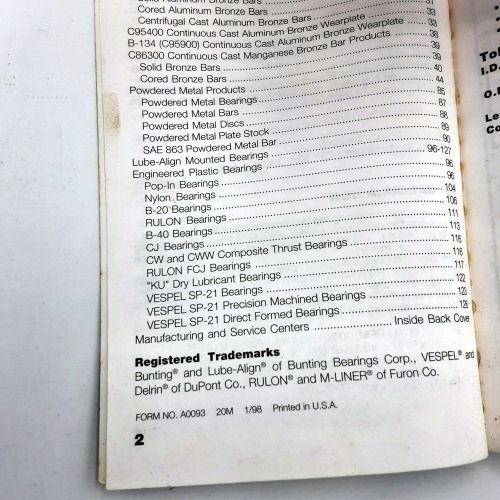 Solid Aluminum Bronze Bars
Cored Aluminum Bronze Bars
Centrifugal Cast Aluminum Bronze Bars ........ 31
C95400 Continuous Cast Aluminum Bronze Wearplate ........ 33
B-134 (C95900) Continuous Cast Aluminum Bronze Wearplate ........ 33
C86300 Continuous Cast Manganese Bronze Bar Products ........ 38
Solid Bronze Bars ........ 39
Cored Bronze Bars ........ 39
Powdered Metal Products ........ 40
Powdered Metal Bearings ........ 44
Powdered Metal Bars ........ 85
Powdered Metal Discs ........ 87
Powdered Metal Plate Stock ........ 88
SAE 863 Powdered Metal Bar ........ 89
Lube-Align Mounted Bearings ........ 90
Engineered Plastic Bearings ........ 96-127
Pop-In Bearings ........ 96
Nylon Bearings ........ 96
B-20 Bearings ........ 104
RULON Bearings ........ 106
B-40 Bearings ........ 111
CJ Bearings ........ 113
CW and CWW Composite Thrust Bearings ........ 116
RULON FCJ Bearings ........ 116
"KU" Dry Lubricant Bearings ........ 117
VESPEL SP-21 Bearings ........ 122
VESPEL SP-21 Precision Machined Bearings ........ 123
VESPEL SP-21 Direct Formed Bearings ........ 126
Manufacturing and Service Centers ........ Inside Back Cover
Registered Trademarks
Bunting® and Lube-Align® of Bunting Bearings Corp., VESPEL® and
Delrin® of DuPont Co., RULON® and M-LINER® of Furon Co.
FORM NO. A0093 20M 1/98 Printed in U.S.A.
2
I.D.